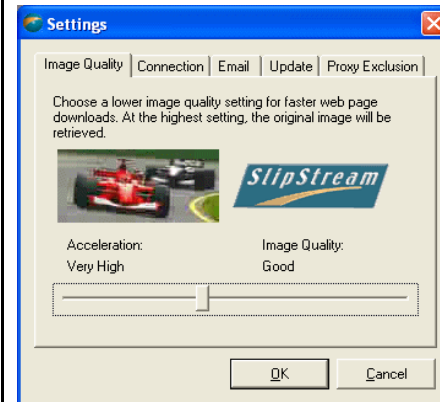 Settings
Image Quality Connection Email Update Proxy Exclusion
Choose a lower image quality setting for faster web page
downloads. At the highest setting, the original image will be
retrieved.
SlipStream
Acceleration: Image Quality:
Very High Good
OK Cancel